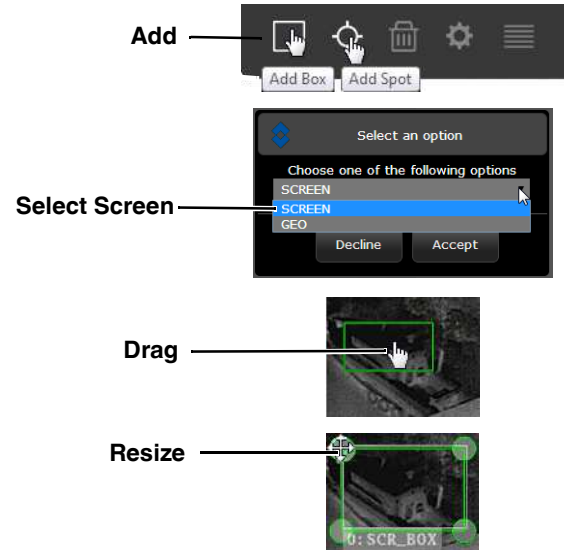 Add
Add Box
Add Spot
Select an option
Choose one of the following options
SCREEN
Select Screen
SCREEN
GEO
Decline
Accept
Drag
Resize
0: SCR_BOX